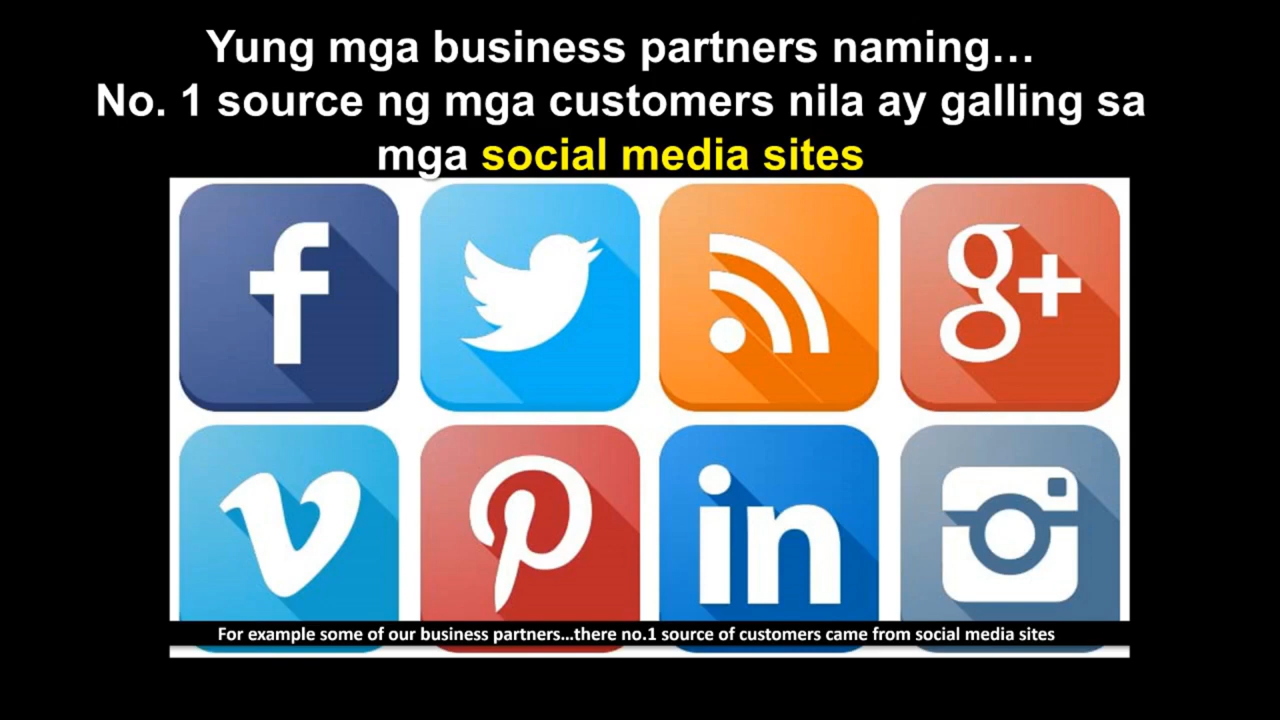 Yung mga business partners naming…
No. 1 source ng mga customers nila ay galling sa
mga social media sites
f
g+
v
p
in
For example some of our business partners...there no.1 source of customers came from social media sites